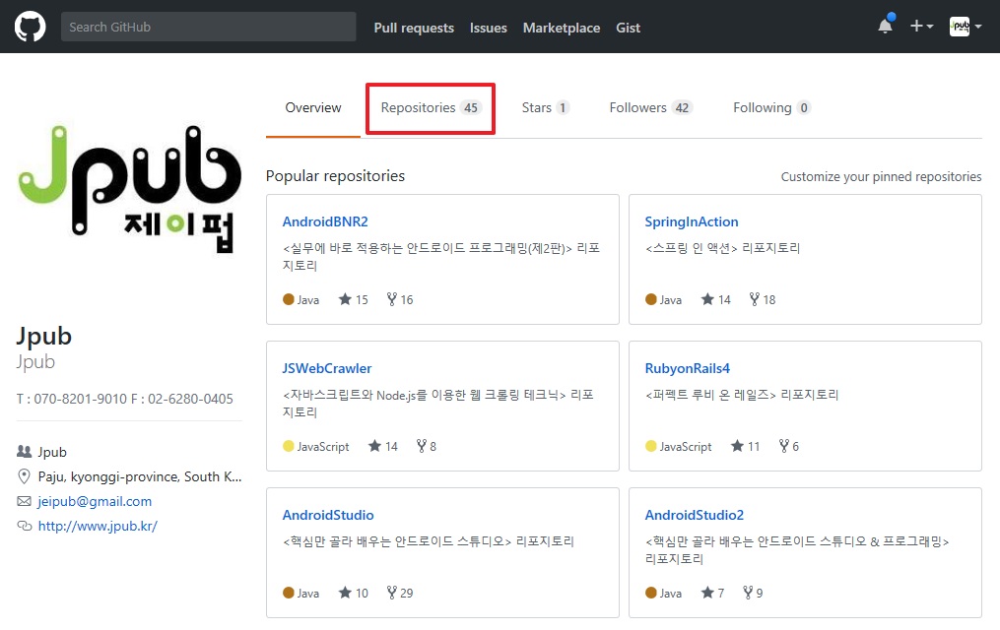 Search GitHub
Pull requests Issues Marketplace Gist
Jpub
제이펍
Overview Repositories 45 Stars 1 Followers 42 Following 0
Jpub
제이펍
Popular repositories Customize your pinned repositories
AndroidBNR2
<실무에 바로 적용하는 안드로이드 프로그래밍(제2판)> 리포
지토리
Java 15 16
SpringInAction
<스프링 인 액션> 리포지토리
Java 14 18
JSWebCrawler
<자바스크립트와 Node.js를 이용한 웹 크롤링 테크닉> 리포
지토리
JavaScript 14 8
RubyonRails4
<퍼펙트 루비 온 레일즈> 리포지토리
JavaScript 11 6
AndroidStudio
<핵심만 골라 배우는 안드로이드 스튜디오> 리포지토리
Java 10 29
AndroidStudio2
<핵심만 골라 배우는 안드로이드 스튜디오 & 프로그래밍>
리포지토리
Java 7 9
Jpub
Jpub
T : 070-8201-9010 F : 02-6280-0405
Jpub
Paju, kyonggi-province, South K...
jeipub@gmail.com
http://www.jpub.kr/